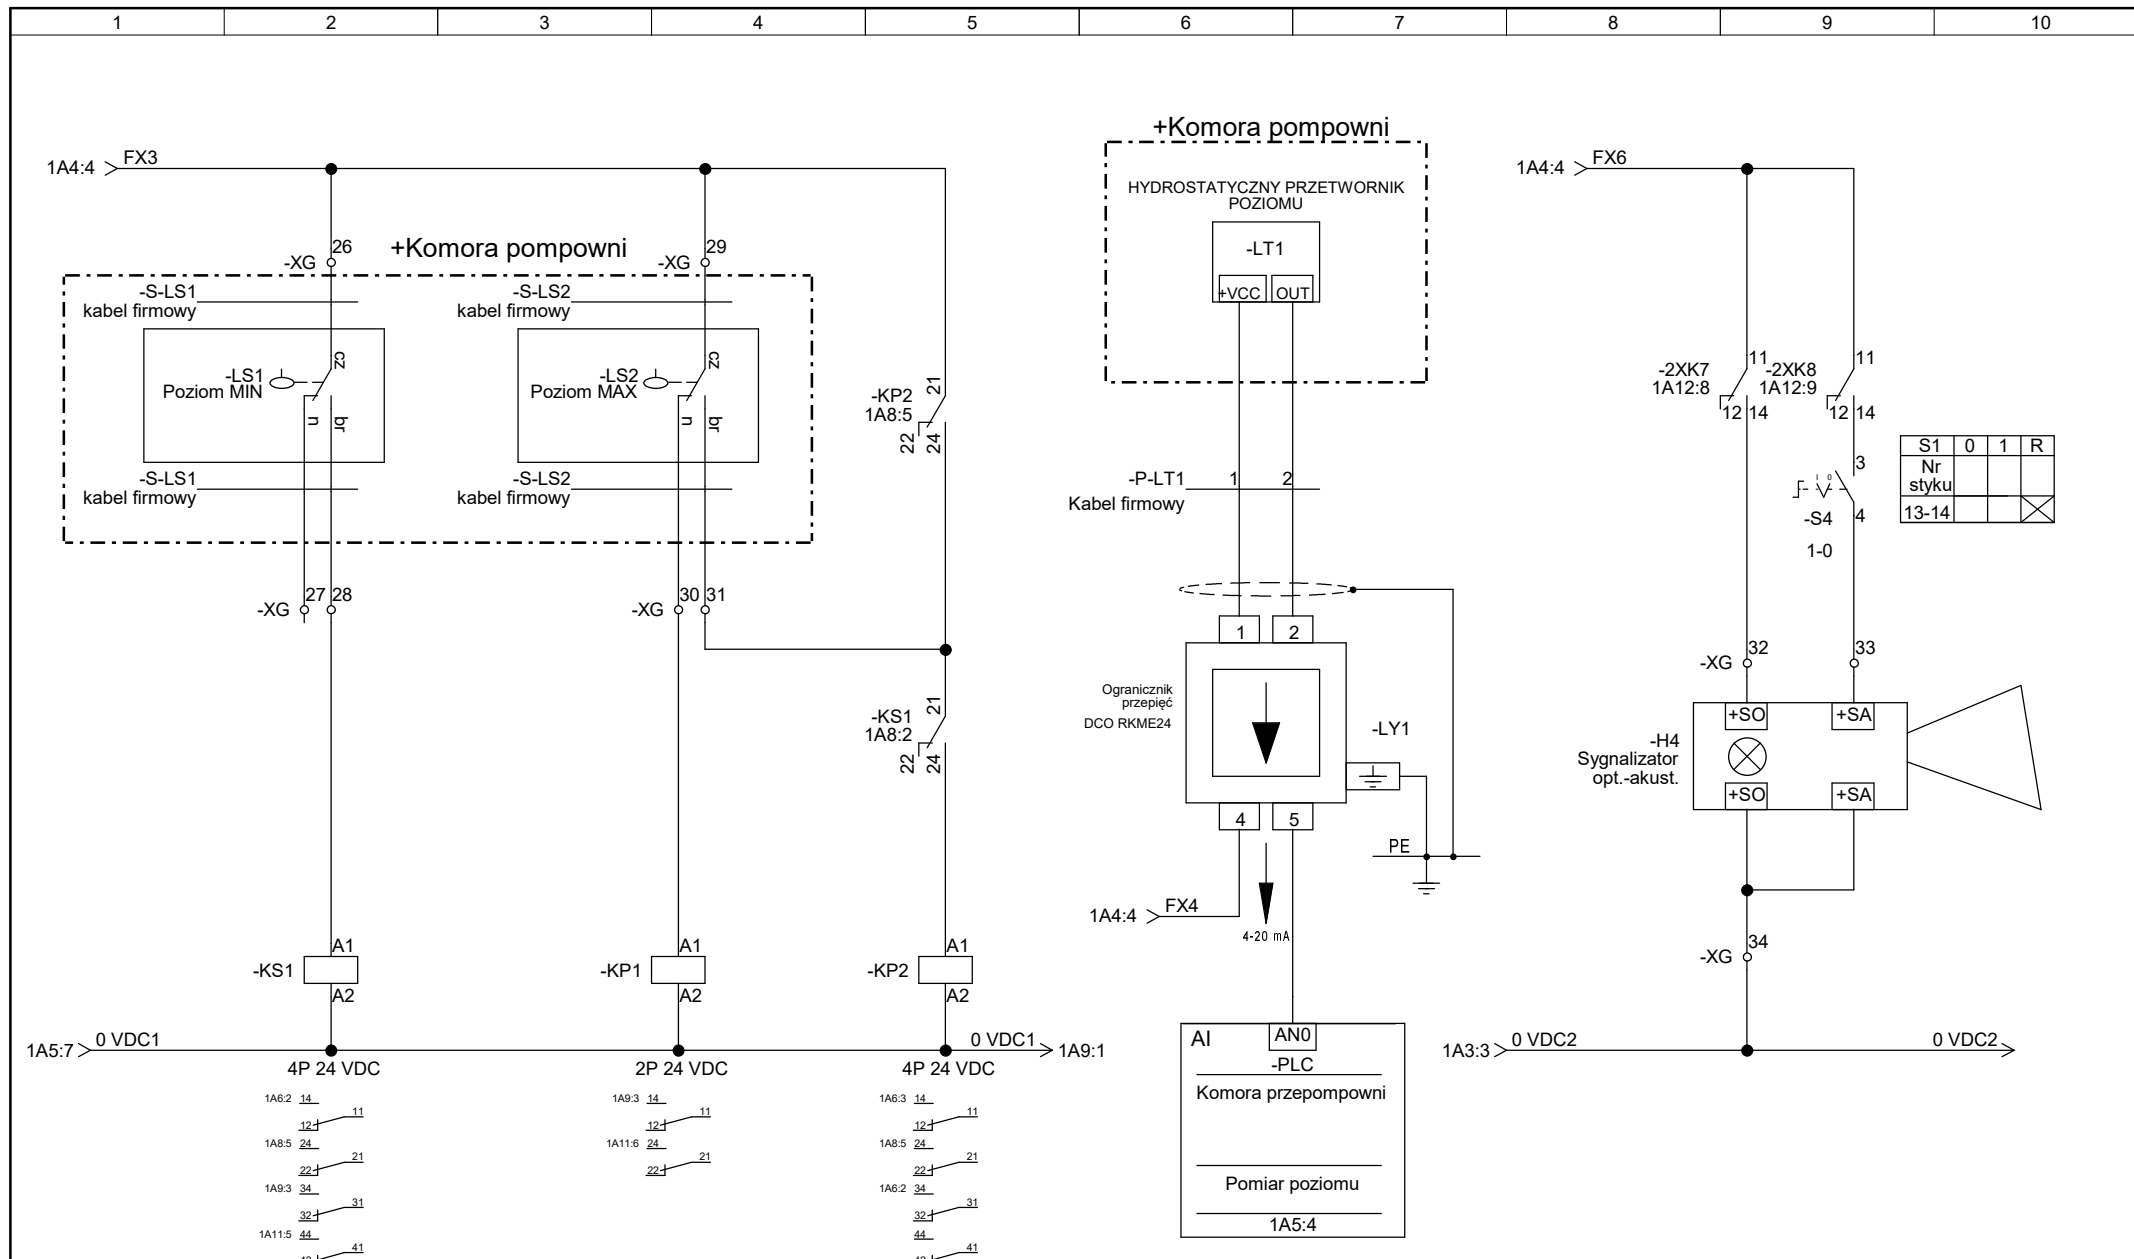 1 2 3 4 5 6 7 8 9 10
1A4:4 FX3
26
-XG
+Komora pompowni
29
-XG
-S-LS1
kabel firmowy
-S-LS2
kabel firmowy
cz
-LS1
Poziom MIN
n br
cz
-LS2
Poziom MAX
n br
-S-LS1
kabel firmowy
-S-LS2
kabel firmowy
-XG 27 28
-XG 30 31
-KP2
1A8:5
21
22 24
-KS1
1A8:2
21
22 24
A1
-KS1
A2
A1
-KP1
A2
A1
-KP2
A2
1A5:7 0 VDC1
0 VDC1 1A9:1
4P 24 VDC
1A6:2 14
11
12
1A8:5 24
21
22
1A9:3 34
31
32
1A11:5 44
41
2P 24 VDC
1A9:3 14
11
12
1A11:6 24
21
22
4P 24 VDC
1A6:3 14
11
12
1A8:5 24
21
22
1A6:2 34
31
32
44
41
+Komora pompowni
HYDROSTATYCZNY PRZETWORNIK
POZIOMU
-LT1
+VCC OUT
-P-LT1 1 2
Kabel firmowy
1 2
Ogranicznik
przepięć
DCO RKME24
-LY1
4 5
PE
1A4:4 FX4
4-20 mA
AI AN0
-PLC
Komora przepompowni
Pomiar poziomu
1A5:4
1A4:4 FX6
-2XK7
1A12:8
11
12 14
-2XK8
1A12:9
11
12 14
3
I 0
-S4 4
1-0
S1 0 1 R
Nr
styku
13-14
32
-XG
33
+SO +SA
-H4
Sygnalizator
opt.-akust.
+SO +SA
34
-XG
1A3:3 0 VDC2
0 VDC2